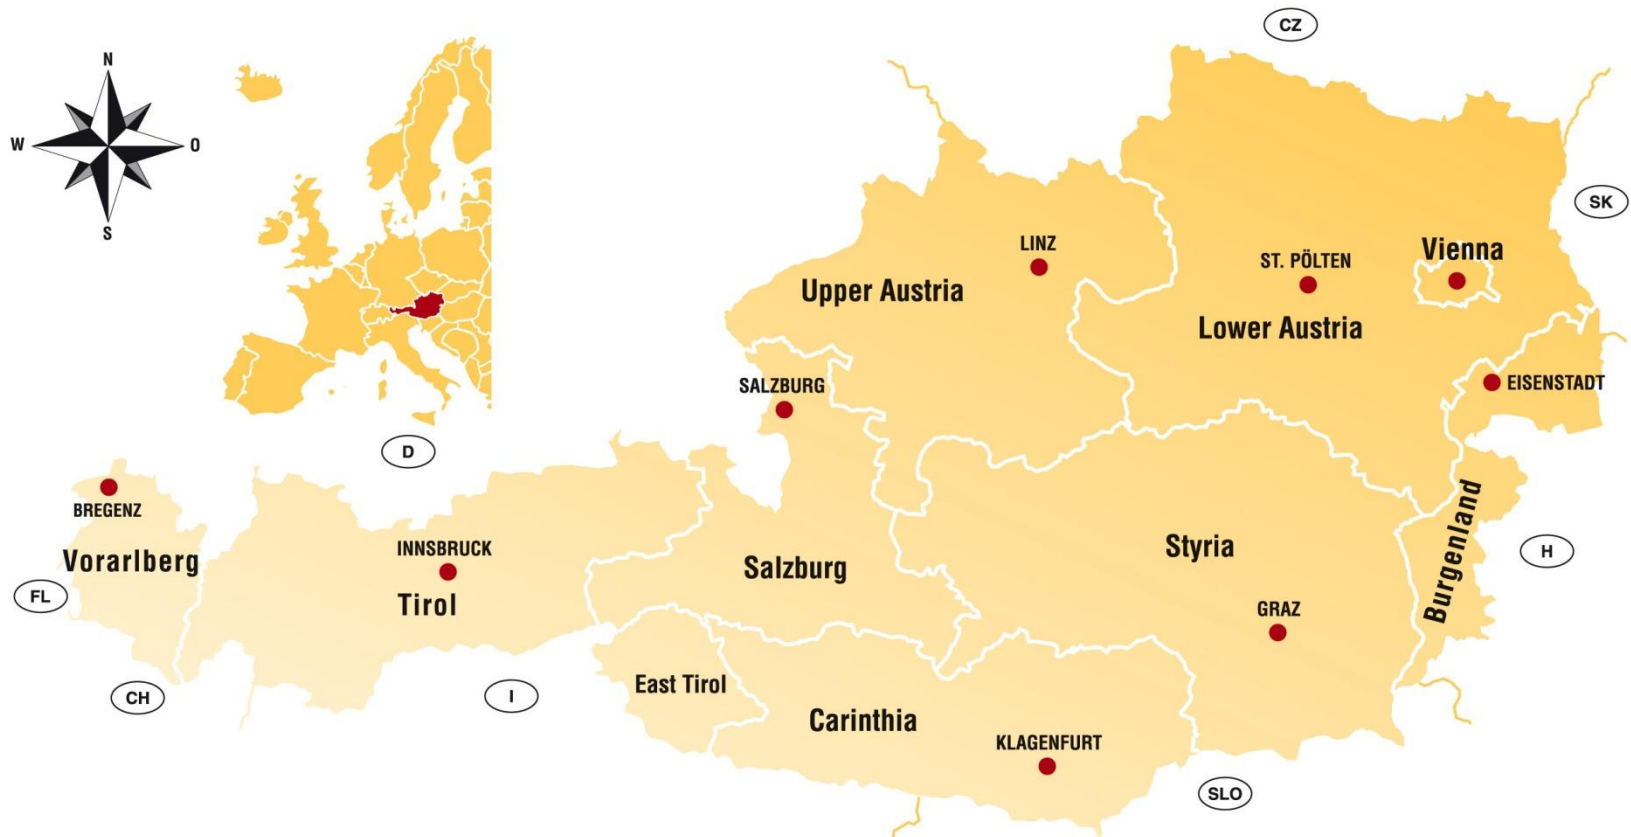 CZ
N
W
O
S
SK
LINZ
Vienna
ST. PÖLTEN
Upper Austria
Lower Austria
SALZBURG
EISENSTADT
D
BREGENZ
Vorarlberg
INNSBRUCK
Tirol
Salzburg
Styria
Burgenland
H
FL
GRAZ
CH
I
East Tirol
Carinthia
KLAGENFURT
SLO